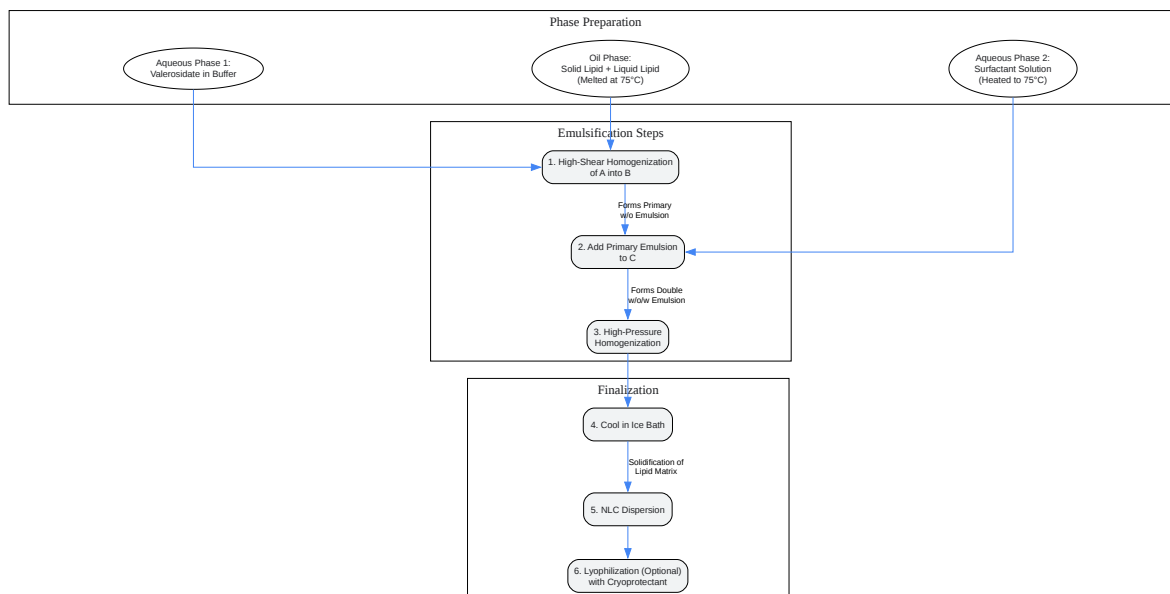 Phase Preparation
Aqueous Phase 1:
Valerosidate in Buffer
Oil Phase:
Solid Lipid + Liquid Lipid
(Melted at 75°C)
Aqueous Phase 2:
Surfactant Solution
(Heated to 75°C)
Emulsification Steps
1. High-Shear Homogenization
of A into B
Forms Primary
w/o Emulsion
2. Add Primary Emulsion
to C
Forms Double
w/o/w Emulsion
3. High-Pressure
Homogenization
Finalization
4. Cool in Ice Bath
Solidification of
Lipid Matrix
5. NLC Dispersion
6. Lyophilization (Optional)
with Cryoprotectant